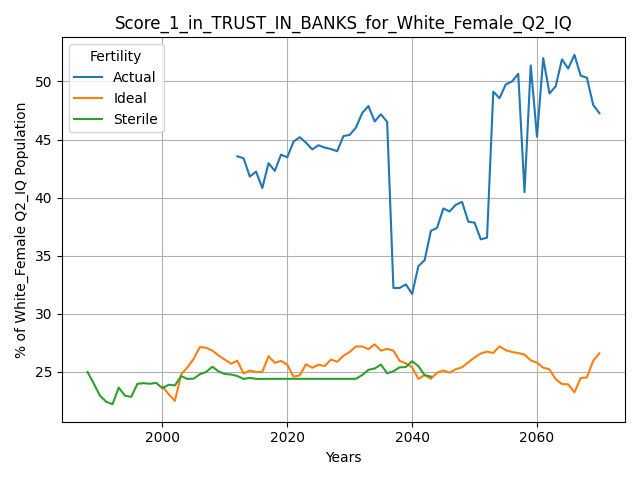 Score_1_in_TRUST_IN_BANKS_for_White_Female_Q2_IQ
Fertility
Actual
Ideal
Sterile
% of White_Female Q2_IQ Population
50
45
40
35
30
25
2000
2020
2040
2060
Years